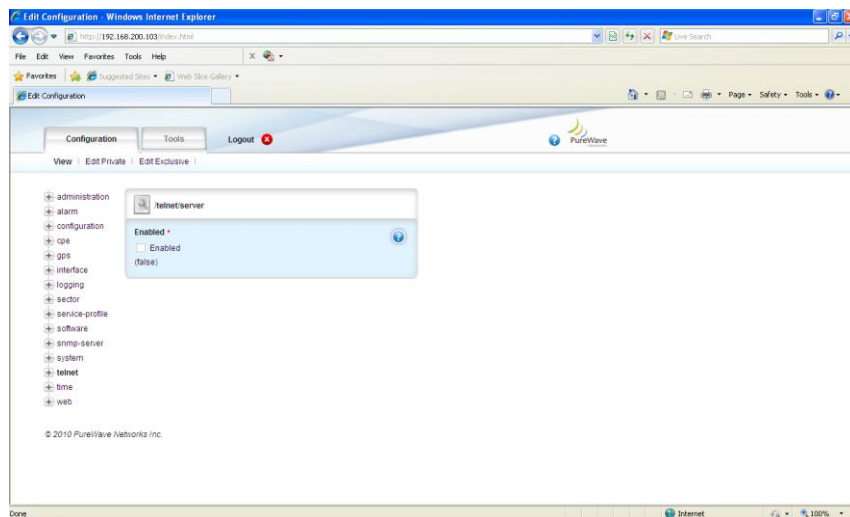 Edit Configuration - Windows Internet Explorer
http://192.168.200.103/index.html
Live Search
File Edit View Favorites Tools Help
Favorites Suggested Sites Web Slice Gallery
Edit Configuration
Page Safety Tools
Configuration Tools Logout
PureWave
View Edit Private Edit Exclusive
administration
alarm
configuration
cpe
gps
interface
logging
sector
service-profile
software
snmp-server
system
telnet
time
web
/telnet/server
Enabled *
Enabled
(false)
© 2010 PureWave Networks Inc.
Done Internet 100%